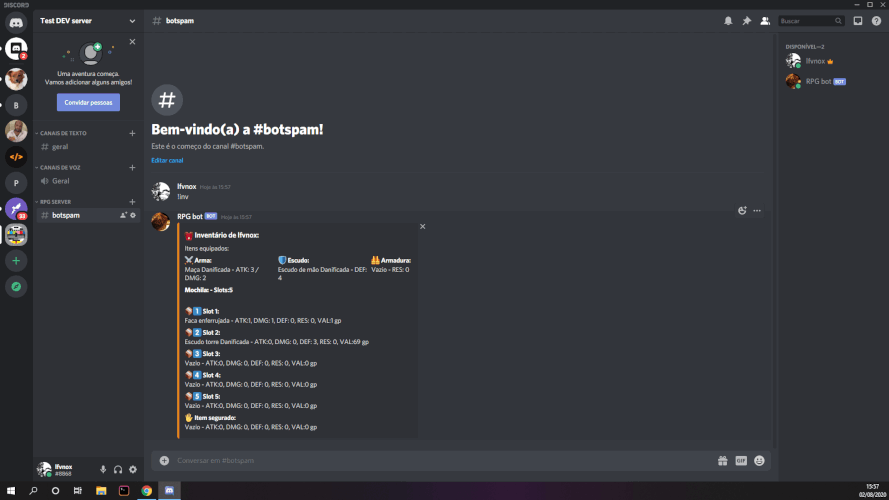 DISCORD
Test DEV server
# botspam
Buscar
2
B
P
33
Uma aventura começa.
Vamos adicionar alguns amigos!
Convidar pessoas
CANAIS DE TEXTO
# geral
CANAIS DE VOZ
Geral
RPG SERVER
# botspam
Bem-vindo(a) a #botspam!
Este é o começo do canal #botspam.
Editar canal
lfvnox Hoje às 15:57
!inv
RPG bot BOT Hoje às 15:57
Inventário de lfvnox:
Itens equipados:
Arma:
Maça Danificada - ATK: 3 /
DMG: 2
Escudo:
Escudo de mão Danificada - DEF:
4
Armadura:
Vazio - RES: 0
Mochila: - Slots:5
1 Slot 1:
Faca enferrujada - ATK:1, DMG: 1, DEF: 0, RES: 0, VAL:1 gp
2 Slot 2:
Escudo torre Danificada - ATK:0, DMG: 0, DEF: 3, RES: 0, VAL:69 gp
3 Slot 3:
Vazio - ATK:0, DMG: 0, DEF: 0, RES: 0, VAL:0 gp
4 Slot 4:
Vazio - ATK:0, DMG: 0, DEF: 0, RES: 0, VAL:0 gp
5 Slot 5:
Vazio - ATK:0, DMG: 0, DEF: 0, RES: 0, VAL:0 gp
Item segurado:
Vazio - ATK:0, DMG: 0, DEF: 0, RES: 0, VAL:0 gp
Conversar em #botspam
GIF
DISPONÍVEL—2
lfvnox
RPG bot BOT
lfvnox
#8868
15:57
02/08/2020